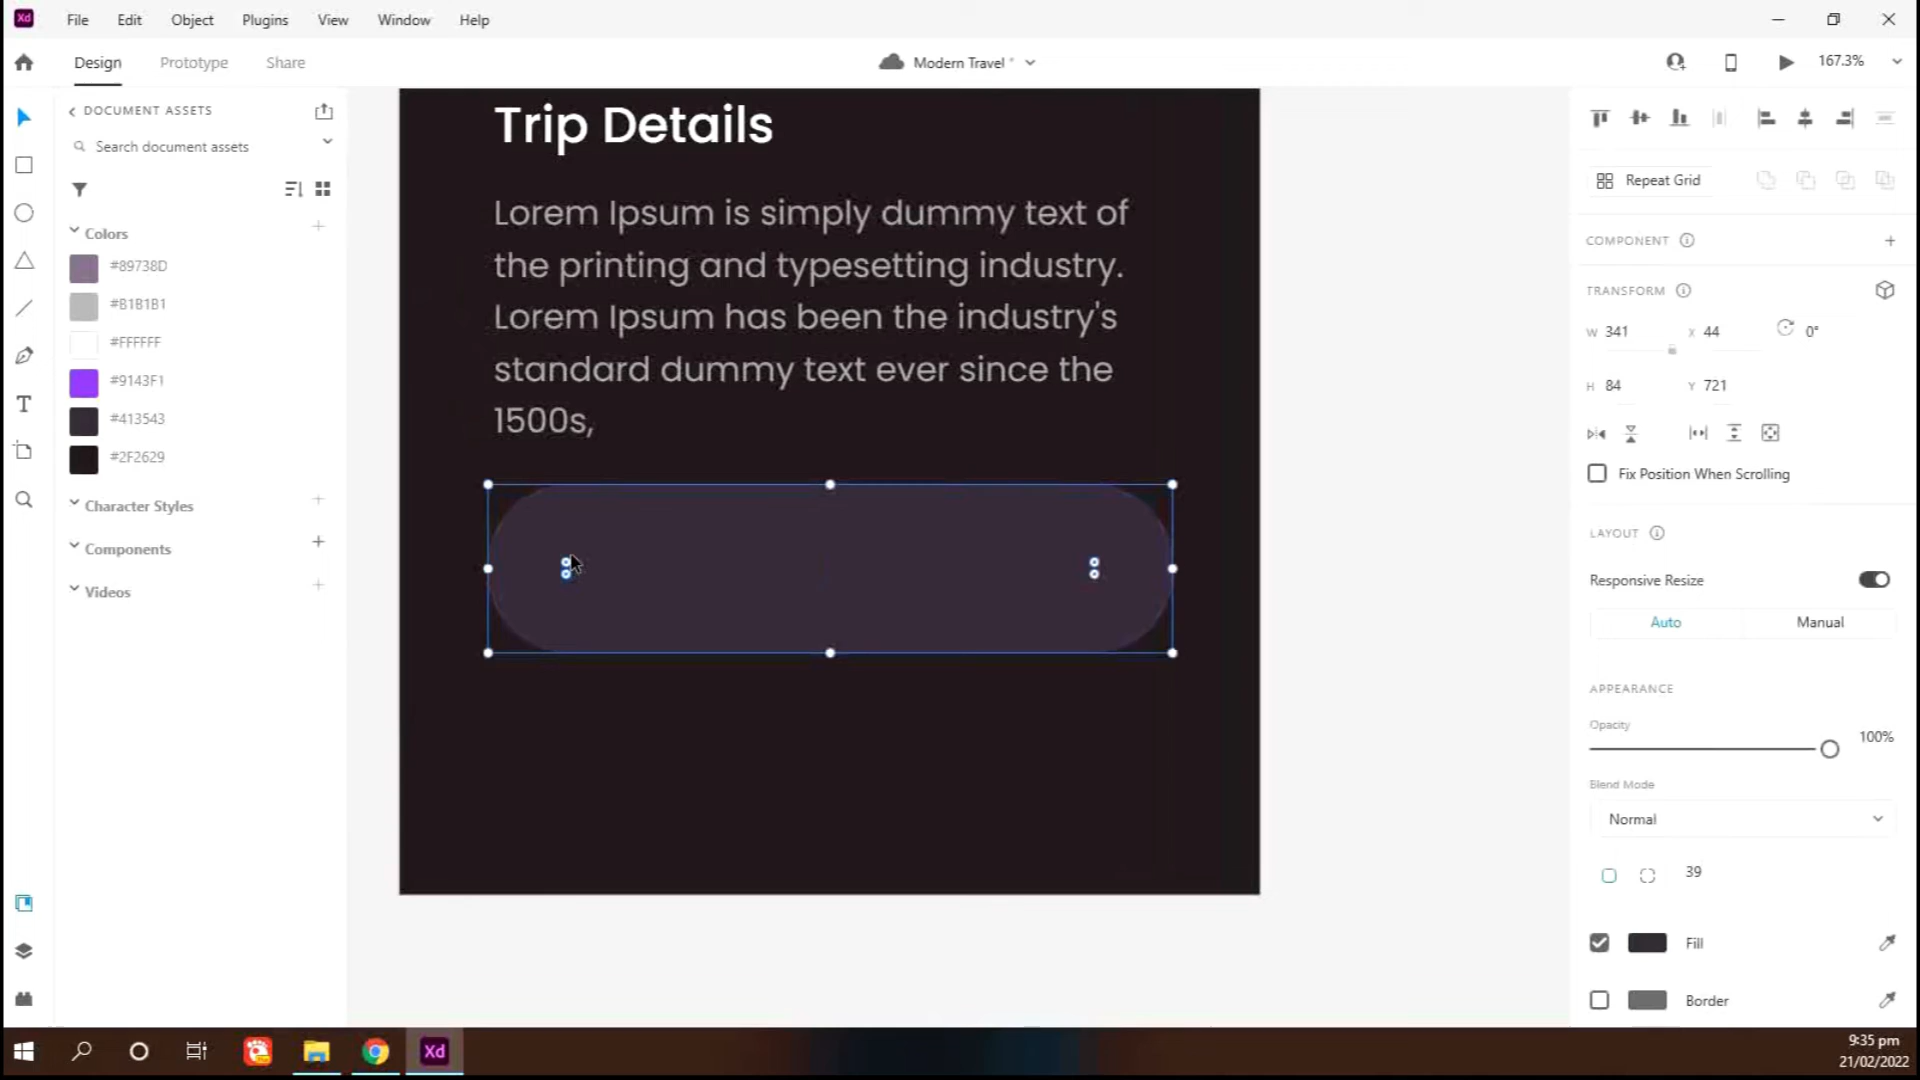 Xd File Edit Object Plugins View Window Help
Design Prototype Share Modern Travel * 167.3%
DOCUMENT ASSETS
Search document assets
Colors
#89738D
#B1B1B1
#FFFFFF
#9143F1
#413543
#2F2629
Character Styles
Components
Videos
Trip Details
Lorem Ipsum is simply dummy text of
the printing and typesetting industry.
Lorem Ipsum has been the industry's
standard dummy text ever since the
1500s,
Repeat Grid
COMPONENT
TRANSFORM
W 341 X 44 0°
H 84 Y 721
Fix Position When Scrolling
LAYOUT
Responsive Resize
Auto Manual
APPEARANCE
Opacity
100%
Blend Mode
Normal
39
Fill
Border
Xd
9:35 pm
21/02/2022